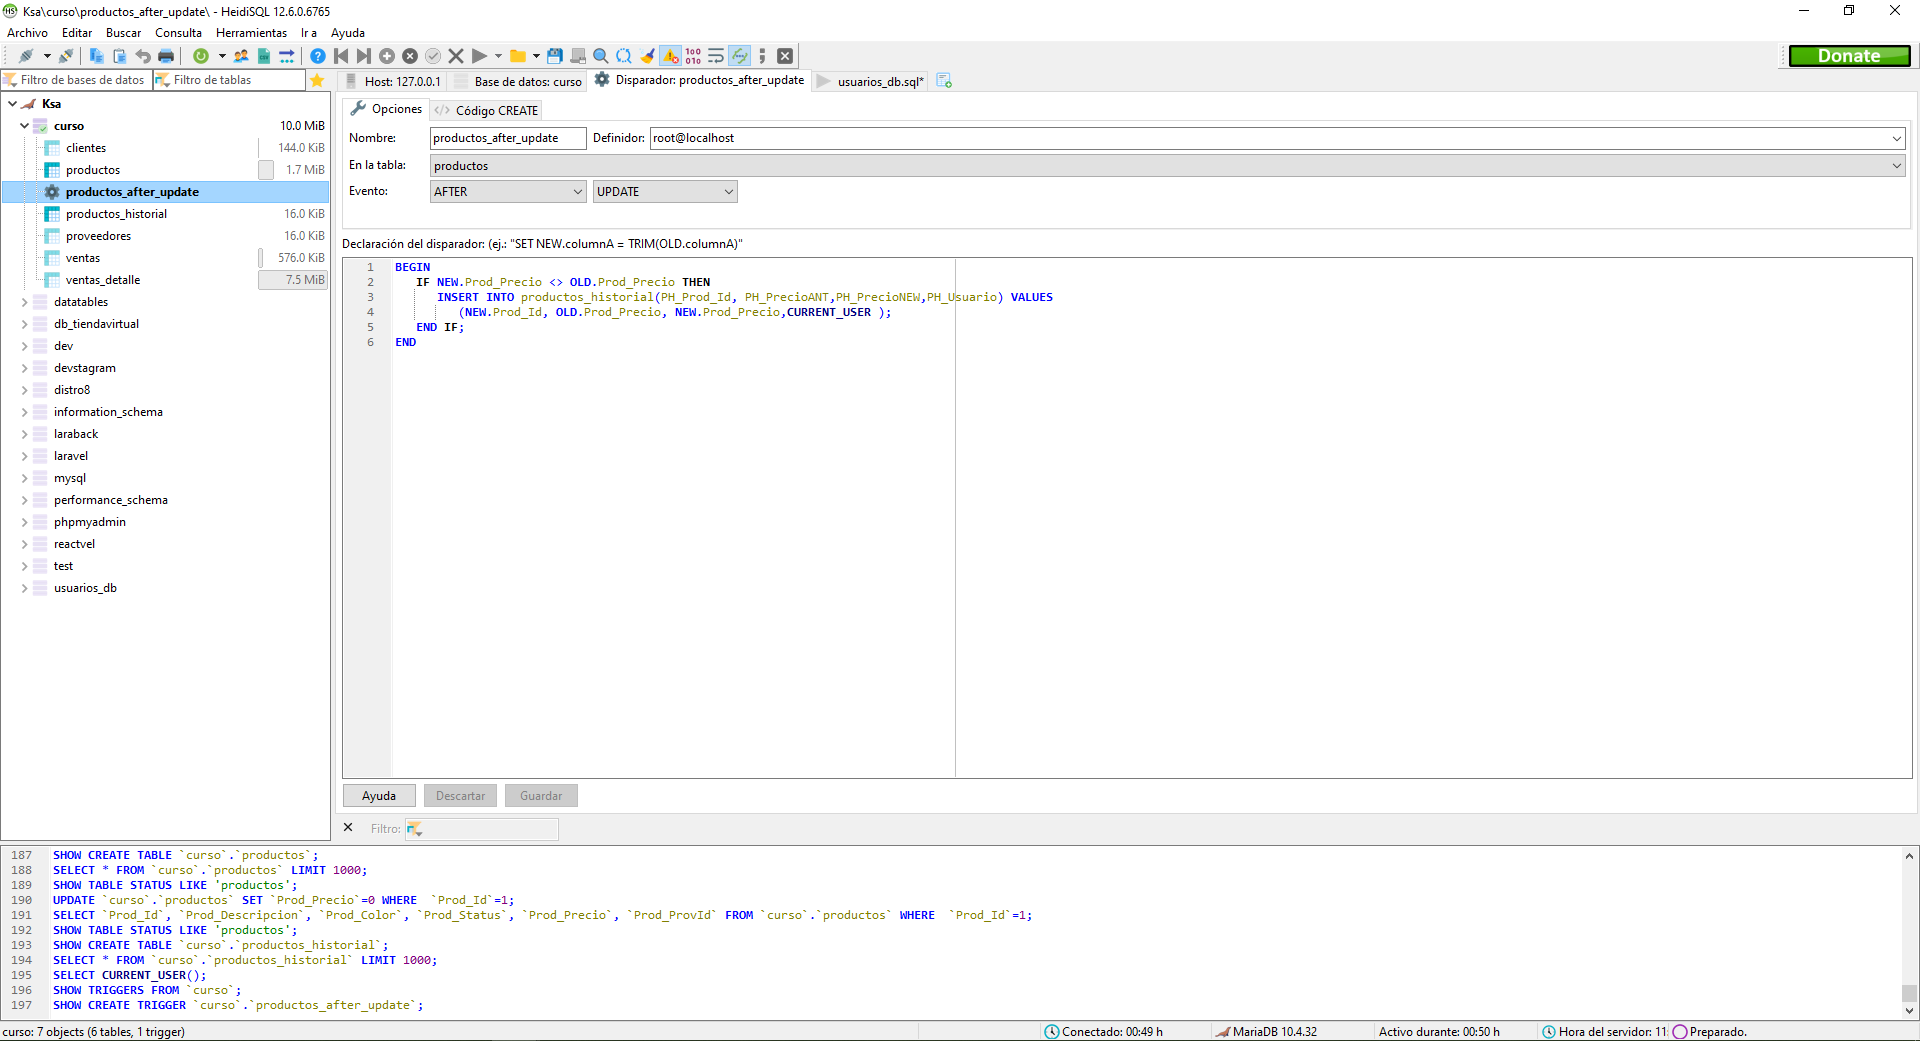 Ksa\curso\productos_after_update\ - HeidiSQL 12.6.0.6765
Archivo Editar Buscar Consulta Herramientas Ir a Ayuda
Donate
Filtro de bases de datos Filtro de tablas
Host: 127.0.0.1 Base de datos: curso Disparador: productos_after_update usuarios_db.sql*
Ksa
curso 10.0 MiB
clientes 144.0 KiB
productos 1.7 MiB
productos_after_update
productos_historial 16.0 KiB
proveedores 16.0 KiB
ventas 576.0 KiB
ventas_detalle 7.5 MiB
datatables
db_tiendavirtual
dev
devstagram
distro8
information_schema
laraback
laravel
mysql
performance_schema
phpmyadmin
reactvel
test
usuarios_db
Opciones Código CREATE
Nombre: productos_after_update Definidor: root@localhost
En la tabla: productos
Evento: AFTER UPDATE
Declaración del disparador: (ej.: "SET NEW.columnA = TRIM(OLD.columnA)"
1 BEGIN
2 IF NEW.Prod_Precio <> OLD.Prod_Precio THEN
3 INSERT INTO productos_historial(PH_Prod_Id, PH_PrecioANT,PH_PrecioNEW,PH_Usuario) VALUES
4 (NEW.Prod_Id, OLD.Prod_Precio, NEW.Prod_Precio,CURRENT_USER );
5 END IF;
6 END
Ayuda Descartar Guardar
Filtro:
187 SHOW CREATE TABLE `curso`.`productos`;
188 SELECT * FROM `curso`.`productos` LIMIT 1000;
189 SHOW TABLE STATUS LIKE 'productos';
190 UPDATE `curso`.`productos` SET `Prod_Precio`=0 WHERE  `Prod_Id`=1;
191 SELECT `Prod_Id`, `Prod_Descripcion`, `Prod_Color`, `Prod_Status`, `Prod_Precio`, `Prod_ProvId` FROM `curso`.`productos` WHERE  `Prod_Id`=1;
192 SHOW TABLE STATUS LIKE 'productos';
193 SHOW CREATE TABLE `curso`.`productos_historial`;
194 SELECT * FROM `curso`.`productos_historial` LIMIT 1000;
195 SELECT CURRENT_USER();
196 SHOW TRIGGERS FROM `curso`;
197 SHOW CREATE TRIGGER `curso`.`productos_after_update`;
curso: 7 objects (6 tables, 1 trigger) Conectado: 00:49 h MariaDB 10.4.32 Activo durante: 00:50 h Hora del servidor: 11: Preparado.